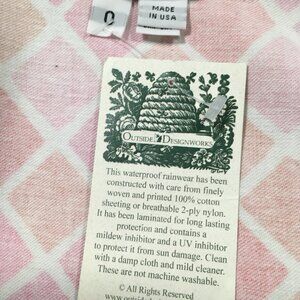 0
MADE
IN USA
OUTSIDE DESIGNWORKS
This waterproof rainwear has been
constructed with care from finely
woven and printed 100% cotton
sheeting or breathable 2-ply nylon.
It has been laminated for long lasting
protection and contains a
mildew inhibitor and a UV inhibitor
to protect it from sun damage. Clean
with a damp cloth and mild cleaner.
These are not machine washable.
© All Rights Reserved